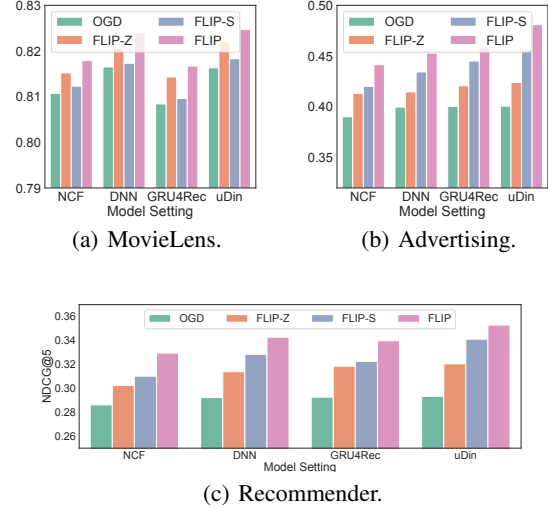 0.83
0.82
0.81
0.80
0.79
OGD
FLIP-Z
FLIP-S
FLIP
NCF DNN GRU4Rec uDin
Model Setting
(a) MovieLens.
0.50
0.45
0.40
0.35
OGD
FLIP-Z
FLIP-S
FLIP
NCF DNN GRU4Rec uDin
Model Setting
(b) Advertising.
NDCG@5
0.36
0.34
0.32
0.30
0.28
0.26
OGD FLIP-Z FLIP-S FLIP
NCF DNN GRU4Rec uDin
Model Setting
(c) Recommender.